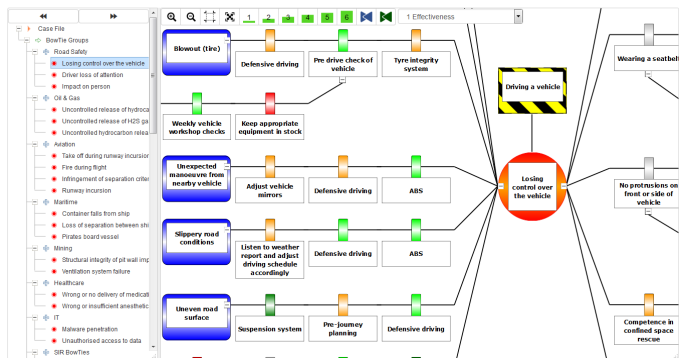 Case File
BowTie Groups
Road Safety
Losing control over the vehicle
Driver loss of attention
Impact on person
Oil & Gas
Uncontrolled release of hydroca
Uncontrolled release of H2S ga
Uncontrolled hydrocarbon relea
Aviation
Take off during runway incursion
Fire during flight
Infringement of separation criter
Runway incursion
Maritime
Container falls from ship
Loss of separation between shi
Pirates board vessel
Mining
Structural integrity of pit wall imp
Ventilation system failure
Healthcare
Wrong or no delivery of medicati
Wrong or insufficient anesthetic.
IT
Malware penetration
Unauthorised access to data
SIR BowTies
1 2 3 4 5 6
1 Effectiveness
Blowout (tire)
Defensive driving
Pre drive check of
vehicle
Tyre integrity
system
Weekly vehicle
workshop checks
Keep appropriate
equipment in stock
Unexpected
manoeuvre from
nearby vehicle
Adjust vehicle
mirrors
Defensive driving
ABS
Slippery road
conditions
Listen to weather
report and adjust
driving schedule
accordingly
Defensive driving
ABS
Uneven road
surface
Suspension system
Pre-journey
planning
Defensive driving
Driving a vehicle
Losing
control over
the vehicle
Wearing a seatbelt
No protrusions on
front or side of
vehicle
Competence in
confined space
rescue